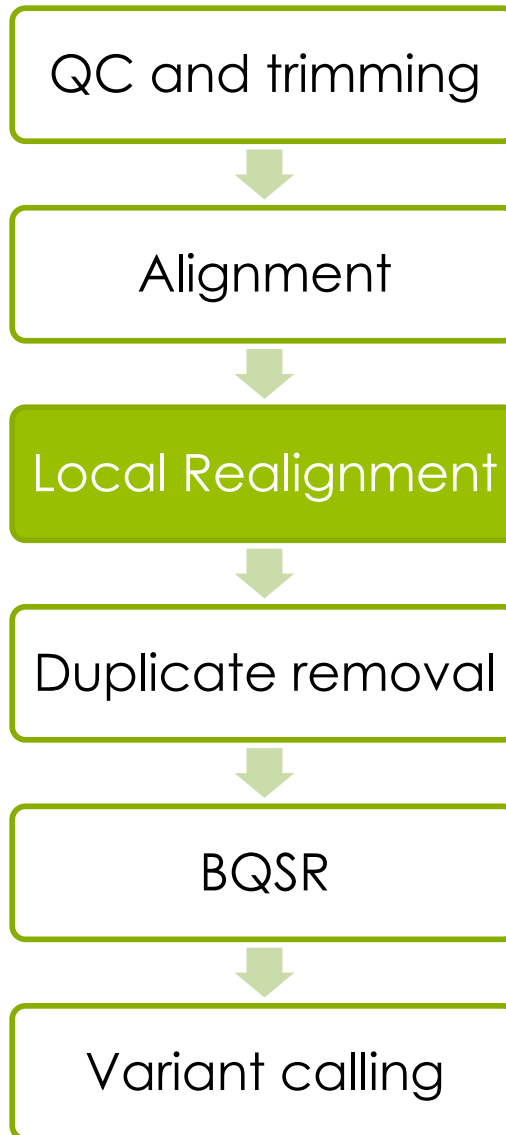 QC and trimming
Alignment
Local Realignment
Duplicate removal
BQSR
Variant calling